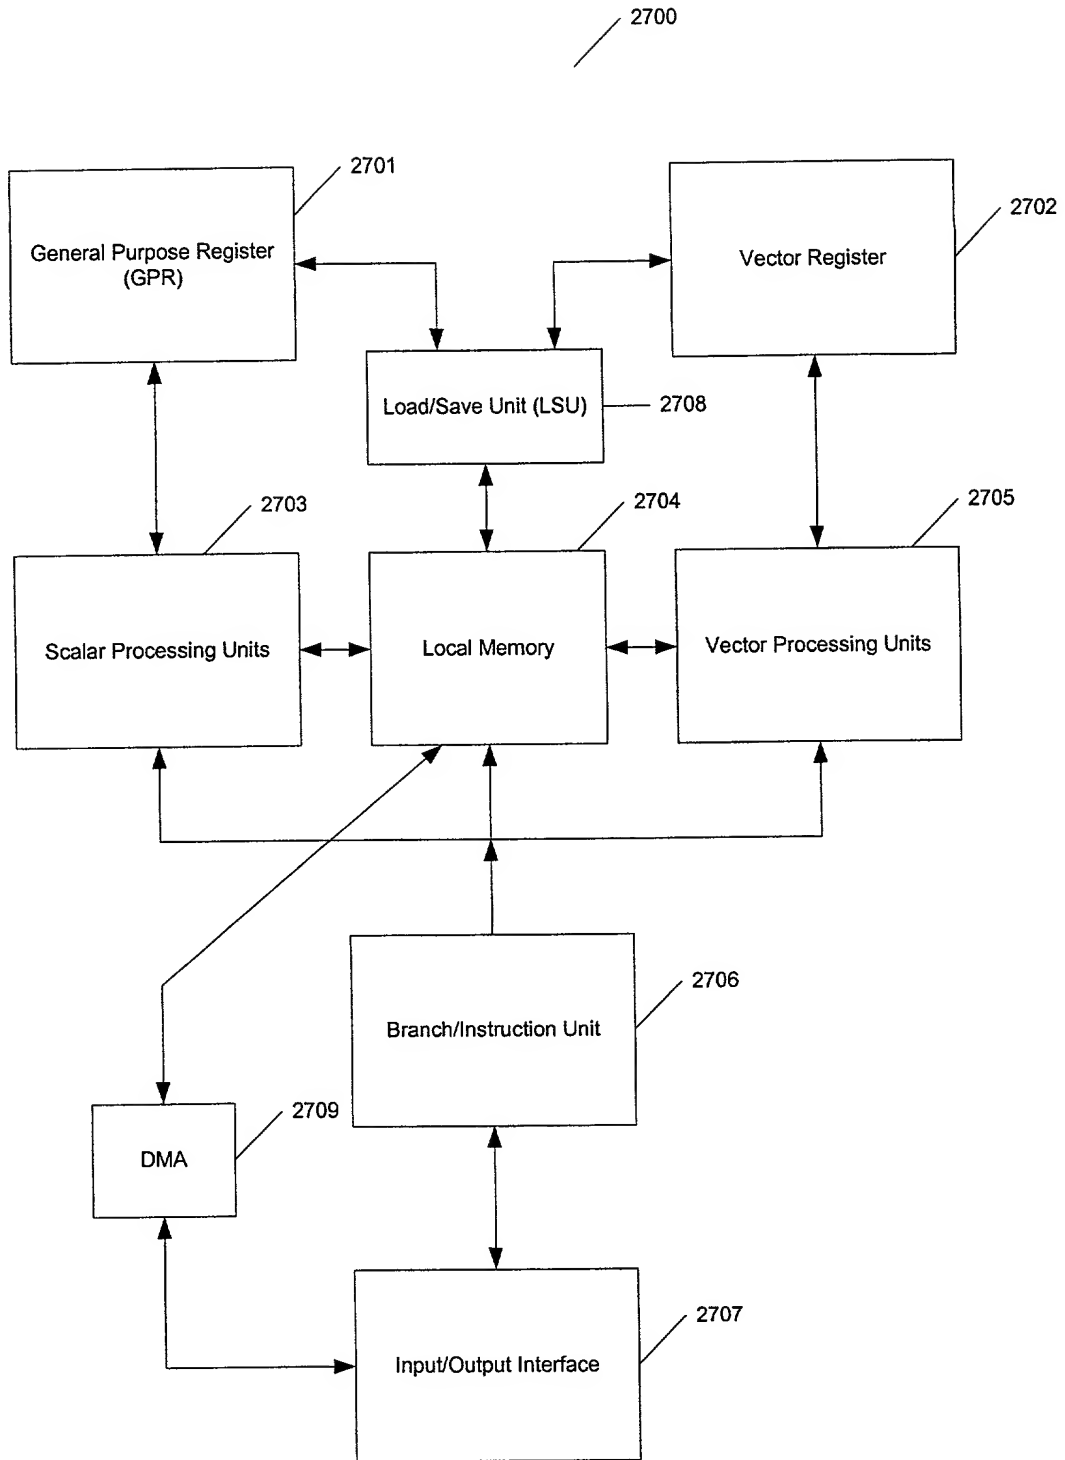 2700
2701
General Purpose Register
(GPR)
2702
Vector Register
Load/Save Unit (LSU)
2708
2703
Scalar Processing Units
2704
Local Memory
2705
Vector Processing Units
2706
Branch/Instruction Unit
2709
DMA
2707
Input/Output Interface